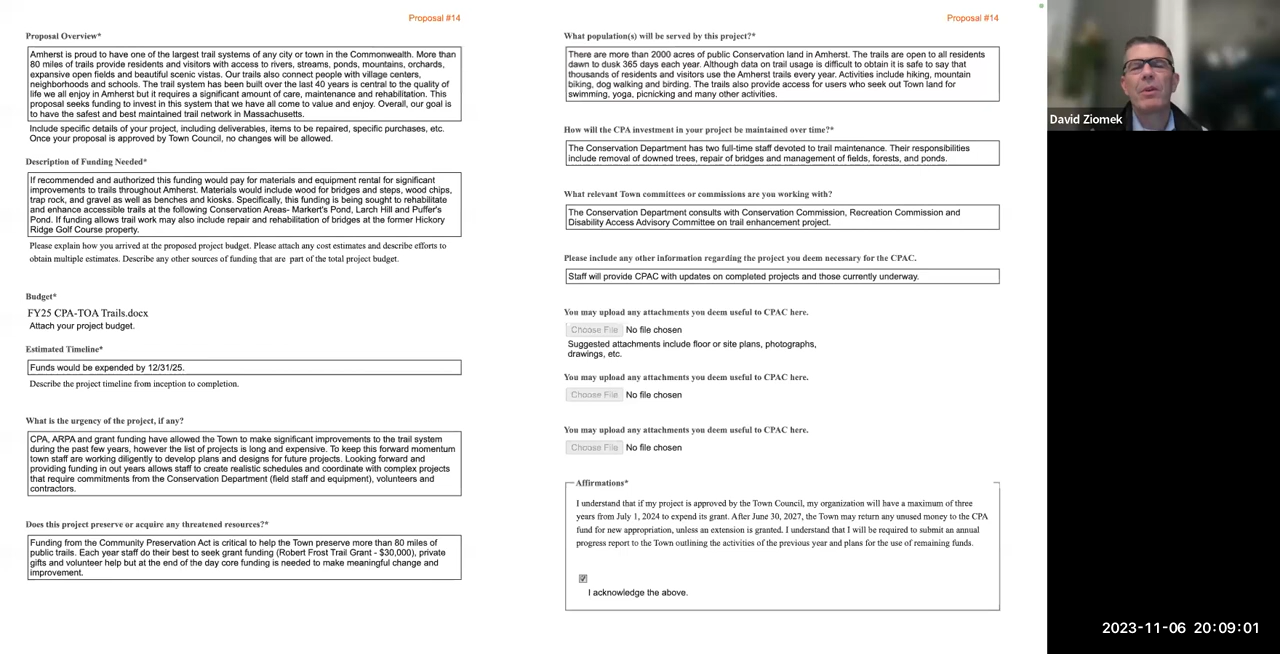 Proposal #14
Proposal Overview*
Amherst is proud to have one of the largest trail systems of any city or town in the Commonwealth. More than
80 miles of trails provide residents and visitors with access to rivers, streams, ponds, mountains, orchards,
expansive open fields and beautiful scenic vistas. Our trails also connect people with village centers,
neighborhoods and schools. The trail system has been built over the last 40 years is central to the quality of
life we all enjoy in Amherst but it requires a significant amount of care, maintenance and rehabilitation. This
proposal seeks funding to invest in this system that we have all come to value and enjoy. Overall, our goal is
to have the safest and best maintained trail network in Massachusetts.
Include specific details of your project, including deliverables, items to be repaired, specific purchases, etc.
Once your proposal is approved by Town Council, no changes will be allowed.
Description of Funding Needed*
If recommended and authorized this funding would pay for materials and equipment rental for significant
improvements to trails throughout Amherst. Materials would include wood for bridges and steps, wood chips,
trap rock, and gravel as well as benches and kiosks. Specifically, this funding is being sought to rehabilitate
and enhance accessible trails at the following Conservation Areas- Markert's Pond, Larch Hill and Puffer's
Pond. If funding allows trail work may also include repair and rehabilitation of bridges at the former Hickory
Ridge Golf Course property.
Please explain how you arrived at the proposed project budget. Please attach any cost estimates and describe efforts to
obtain multiple estimates. Describe any other sources of funding that are part of the total project budget.
Budget*
FY25 CPA-TOA Trails.docx
Attach your project budget.
Estimated Timeline*
Funds would be expended by 12/31/25.
Describe the project timeline from inception to completion.
What is the urgency of the project, if any?
CPA, ARPA and grant funding have allowed the Town to make significant improvements to the trail system
during the past few years, however the list of projects is long and expensive. To keep this forward momentum
town staff are working diligently to develop plans and designs for future projects. Looking forward and
providing funding in out years allows staff to create realistic schedules and coordinate with complex projects
that require commitments from the Conservation Department (field staff and equipment), volunteers and
contractors.
Does this project preserve or acquire any threatened resources?*
Funding from the Community Preservation Act is critical to help the Town preserve more than 80 miles of
public trails. Each year staff do their best to seek grant funding (Robert Frost Trail Grant - $30,000), private
gifts and volunteer help but at the end of the day core funding is needed to make meaningful change and
improvement.
Proposal #14
What population(s) will be served by this project?*
There are more than 2000 acres of public Conservation land in Amherst. The trails are open to all residents
dawn to dusk 365 days each year. Although data on trail usage is difficult to obtain it is safe to say that
thousands of residents and visitors use the Amherst trails every year. Activities include hiking, mountain
biking, dog walking and birding. The trails also provide access for users who seek out Town land for
swimming, yoga, picnicking and many other activities.
How will the CPA investment in your project be maintained over time?*
The Conservation Department has two full-time staff devoted to trail maintenance. Their responsibilities
include removal of downed trees, repair of bridges and management of fields, forests, and ponds.
What relevant Town committees or commissions are you working with?
The Conservation Department consults with Conservation Commission, Recreation Commission and
Disability Access Advisory Committee on trail enhancement project.
Please include any other information regarding the project you deem necessary for the CPAC.
Staff will provide CPAC with updates on completed projects and those currently underway.
You may upload any attachments you deem useful to CPAC here.
Choose File No file chosen
Suggested attachments include floor or site plans, photographs,
drawings, etc.
You may upload any attachments you deem useful to CPAC here.
Choose File No file chosen
You may upload any attachments you deem useful to CPAC here.
Choose File No file chosen
Affirmations*
I understand that if my project is approved by the Town Council, my organization will have a maximum of three
years from July 1, 2024 to expend its grant. After June 30, 2027, the Town may return any unused money to the CPA
fund for new appropriation, unless an extension is granted. I understand that I will be required to submit an annual
progress report to the Town outlining the activities of the previous year and plans for the use of remaining funds.
I acknowledge the above.
David Ziomek
2023-11-06 20:09:01